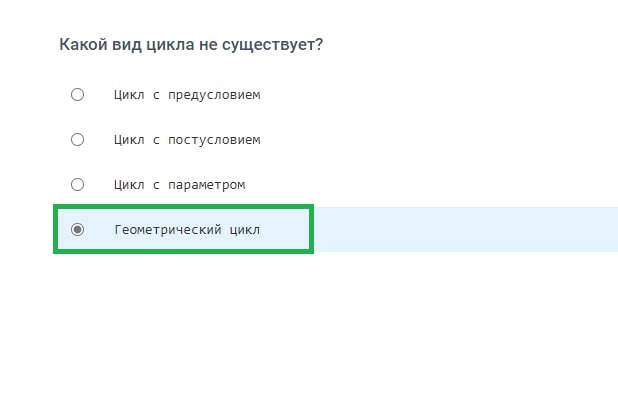 Какой вид цикла не существует?
Цикл с предусловием
Цикл с постусловием
Цикл с параметром
Геометрический цикл